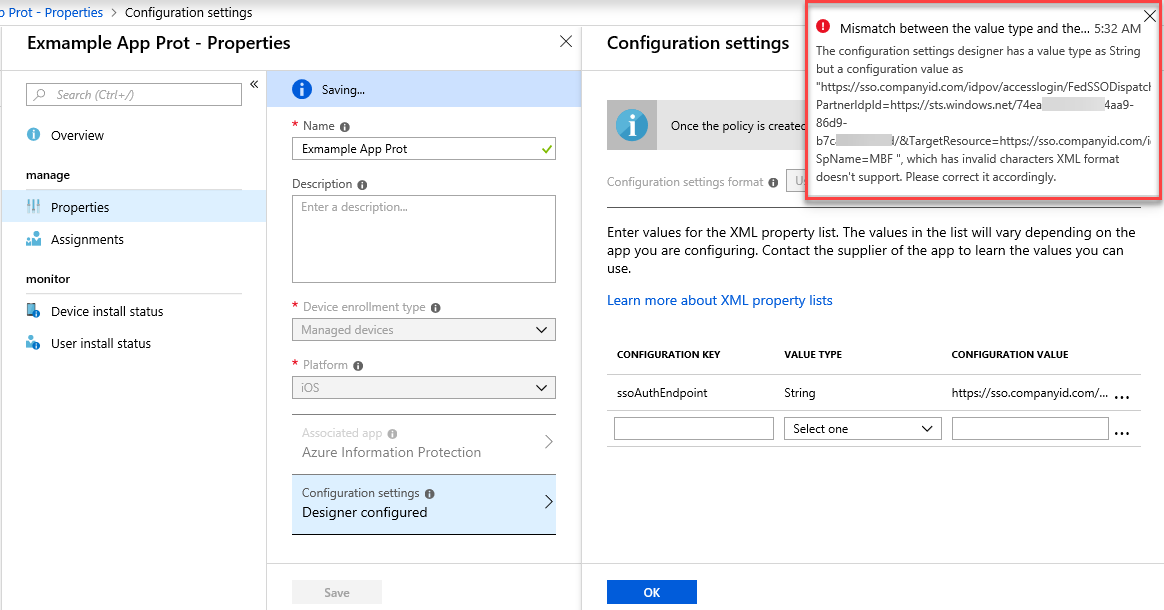 o Prot - Properties > Configuration settings
Exmample App Prot - Properties
Search (Ctrl+/)
Overview
manage
Properties
Assignments
monitor
Device install status
User install status
Saving...
* Name
Exmample App Prot
Description
Enter a description...
* Device enrollment type
Managed devices
* Platform
iOS
Associated app
Azure Information Protection
Configuration settings
Designer configured
Save
Configuration settings
Once the policy is created
Configuration settings format
Us
Enter values for the XML property list. The values in the list will vary depending on the
app you are configuring. Contact the supplier of the app to learn the values you can
use.
Learn more about XML property lists
CONFIGURATION KEY VALUE TYPE CONFIGURATION VALUE
ssoAuthEndpoint String https://sso.companyid.com/... ...
Select one ...
OK
Mismatch between the value type and the... 5:32 AM
The configuration settings designer has a value type as String
but a configuration value as
"https://sso.companyid.com/idpov/accesslogin/FedSSODispatch
PartnerIdpId=https://sts.windows.net/74ea 4aa9-
86d9-
b7c d/&TargetResource=https://sso.companyid.com/i
SpName=MBF ", which has invalid characters XML format
doesn't support. Please correct it accordingly.